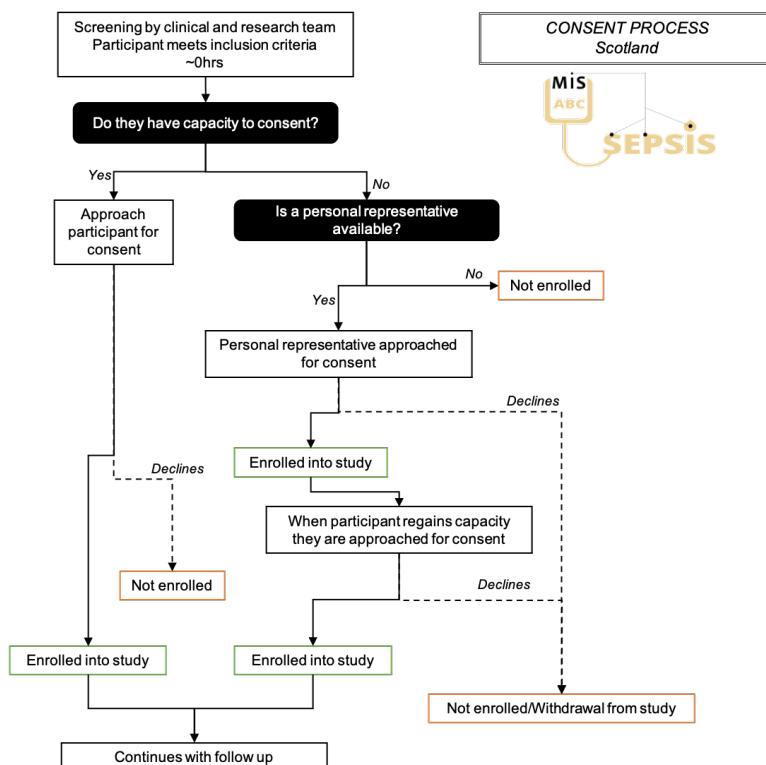 Screening by clinical and research team
Participant meets inclusion criteria
~0hrs
CONSENT PROCESS
Scotland
MiS
ABC
SEPSiS
Do they have capacity to consent?
Yes
No
Approach
participant for
consent
Is a personal representative
available?
No
Not enrolled
Yes
Personal representative approached
for consent
Declines
Enrolled into study
Declines
When participant regains capacity
they are approached for consent
Not enrolled
Declines
Enrolled into study
Enrolled into study
Not enrolled/Withdrawal from study
Continues with follow up